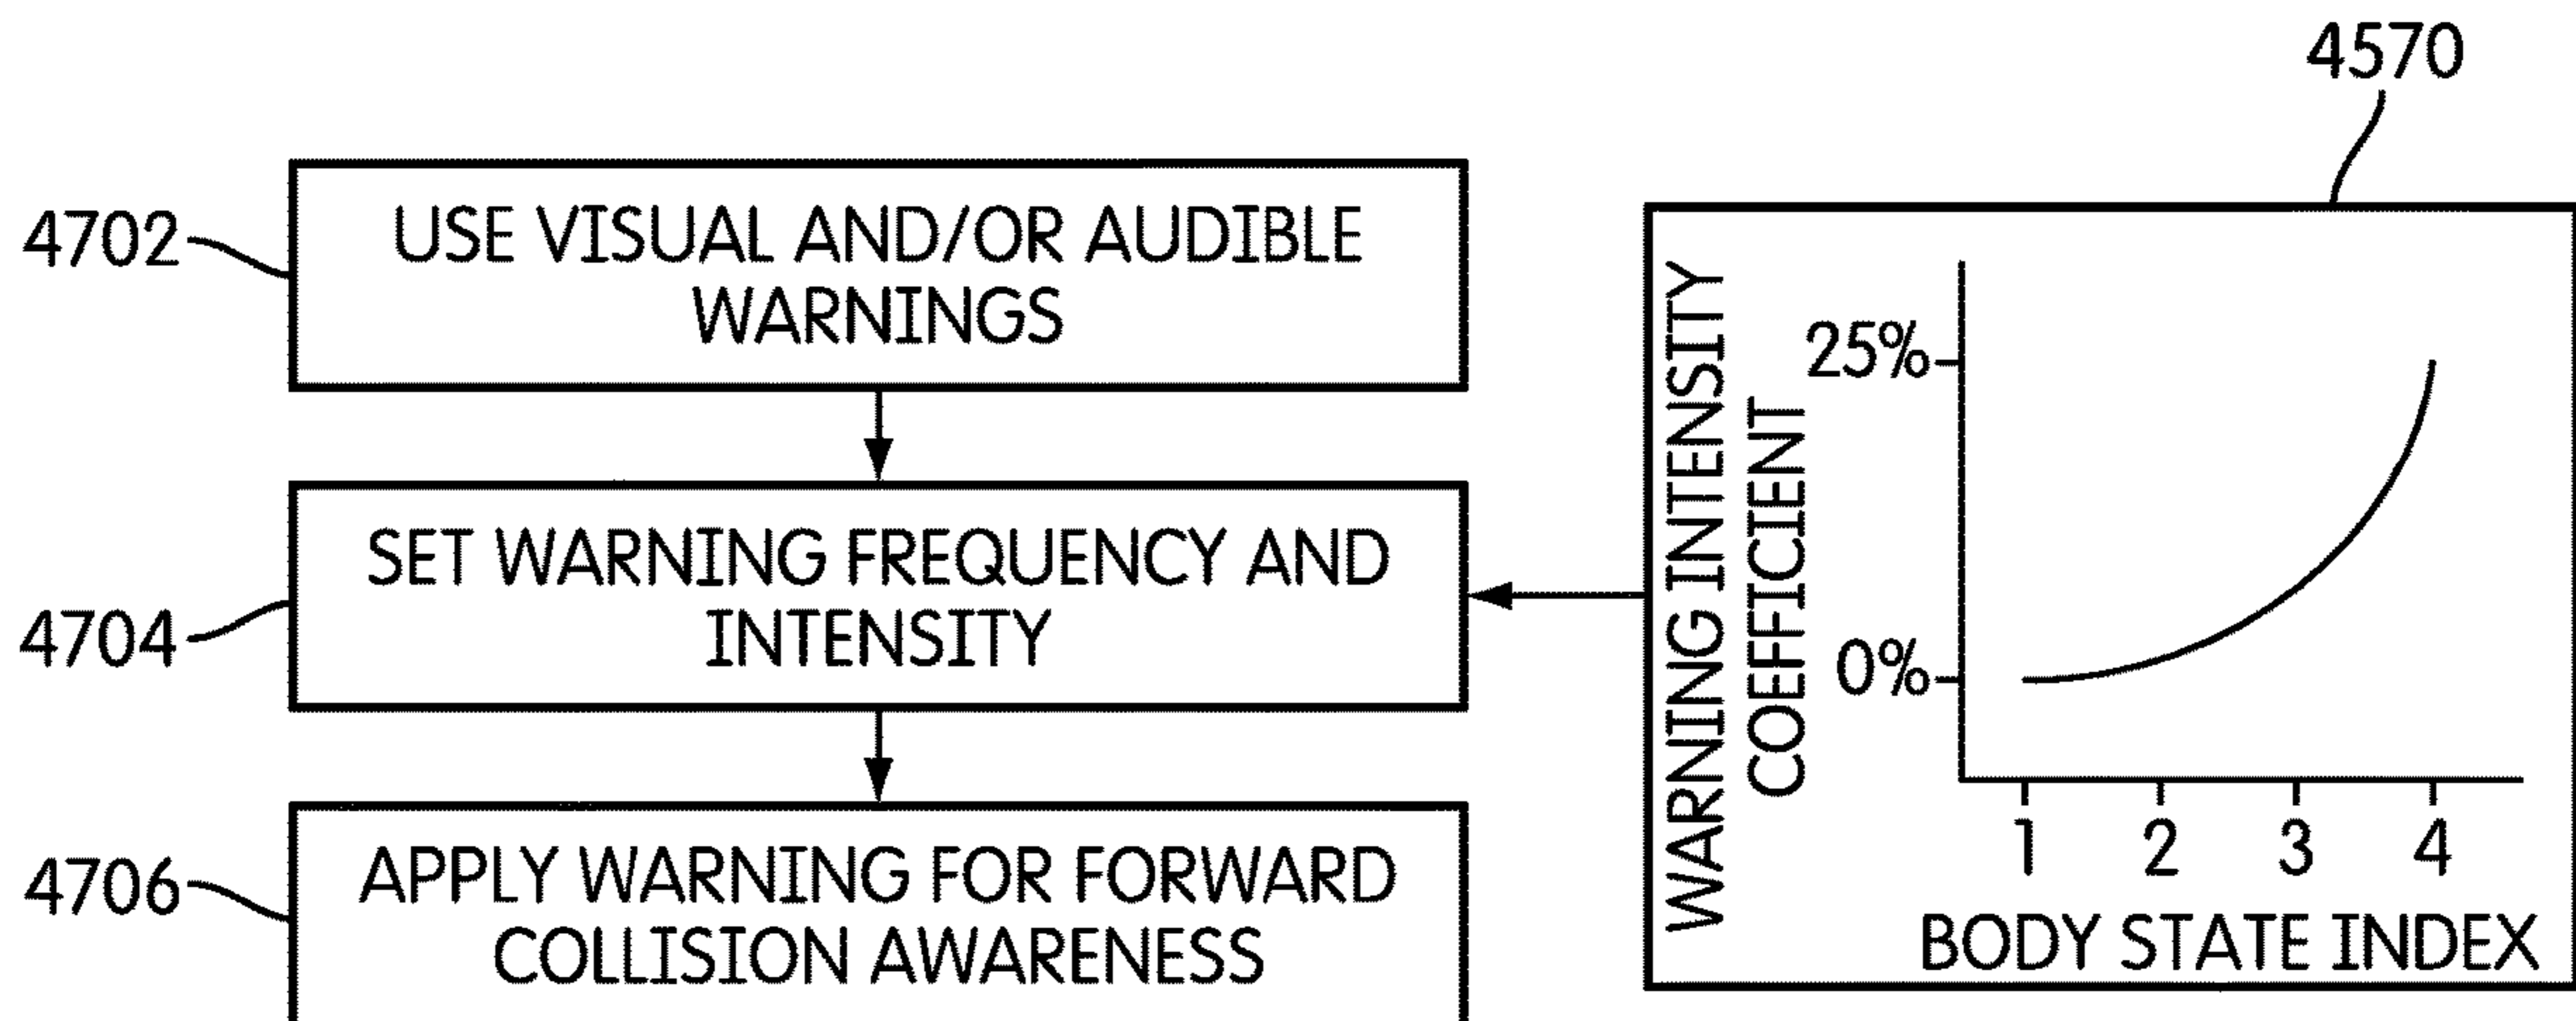 4570
4702
USE VISUAL AND/OR AUDIBLE
WARNINGS
4704
SET WARNING FREQUENCY AND
INTENSITY
4706
APPLY WARNING FOR FORWARD
COLLISION AWARENESS
WARNING INTENSITY
COEFFICIENT
25%
0%
1 2 3 4
BODY STATE INDEX